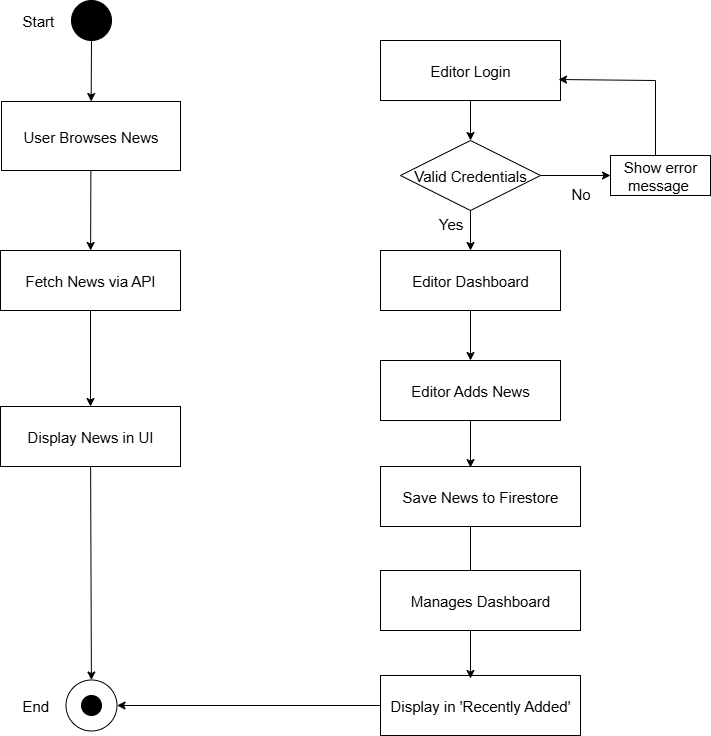 Start
User Browses News
Fetch News via API
Display News in UI
End
Editor Login
Valid Credentials
No
Show error
message
Yes
Editor Dashboard
Editor Adds News
Save News to Firestore
Manages Dashboard
Display in 'Recently Added'